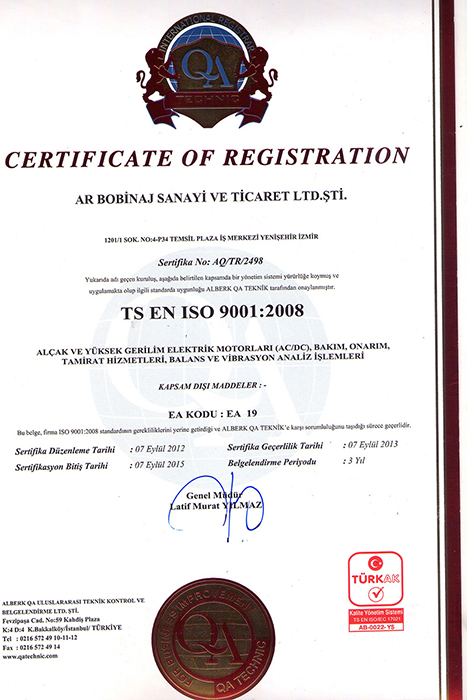 INTERNATIONAL REGISTRAR
QA
TECHNIC
CERTIFICATE OF REGISTRATION
AR BOBINAJ SANAYİ VE TİCARET LTD.ŞTİ.
1201/1 SOK. NO:4-P34 TEMSIL PLAZA İŞ MERKEZİ YENİŞEHİR İZMİR
Sertifika No: AQ/TR/2498
Yukarıda adı geçen kuruluş, aşağıda belirtilen kapsamda bir yönetim sistemi yürürlüğe koymuş ve
uygulamakta olup ilgili standarda uygunluğu ALBERK QA TEKNİK tarafından onaylanmıştır.
TS EN ISO 9001:2008
ALÇAK VE YÜKSEK GERİLİM ELEKTRİK MOTORLARI (AC/DC), BAKIM, ONARIM,
TAMİRAT HİZMETLERİ, BALANS VE VİBRASYON ANALİZ İŞLEMLERİ
KAPSAM DIŞI MADDELER : -
EA KODU : EA 19
Bu belge, firma ISO 9001:2008 standardının gerekliliklerini yerine getirdiği ve ALBERK QA TEKNİK'e karşı sorumluluğunu taşıdığı sürece geçerlidir.
Sertifika Düzenleme Tarihi : 07 Eylül 2012 Sertifika Geçerlilik Tarihi : 07 Eylül 2013
Sertifikasyon Bitiş Tarihi : 07 Eylül 2015 Belgelendirme Periyodu : 3 Yıl
Genel Müdür
Latif Murat YILMAZ
ALBERK QA ULUSLARARASI TEKNİK KONTROL VE
BELGELENDİRME LTD. ŞTİ.
Fevzipaşa Cad. No:59 Kahdiş Plaza
K:4 D:4 K.Bakkalköy/İstanbul/ TÜRKİYE
Tel : 0216 572 49 10-11-12
Fax : 0216 572 49 14
www.qatechnic.com
FOR BUSINESS IMPROVEMENT
QA
QA TECHNIC
TÜRKAK
Kalite Yönetim Sistemi
TS EN ISO/IEC 17021
AB-0022-YS